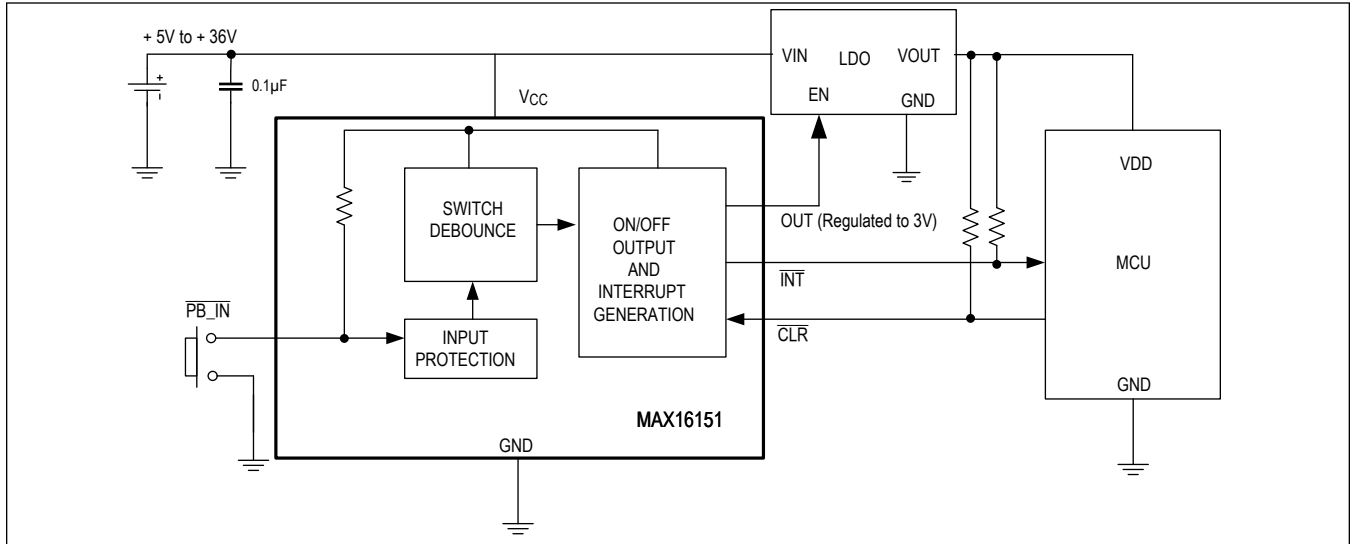 + 5V to + 36V
+
-
0.1µF
VCC
VIN
LDO
VOUT
EN
GND
SWITCH
DEBOUNCE
ON/OFF
OUTPUT
AND
INTERRUPT
GENERATION
OUT (Regulated to 3V)
INT
CLR
VDD
MCU
GND
PB_IN
INPUT
PROTECTION
MAX16151
GND